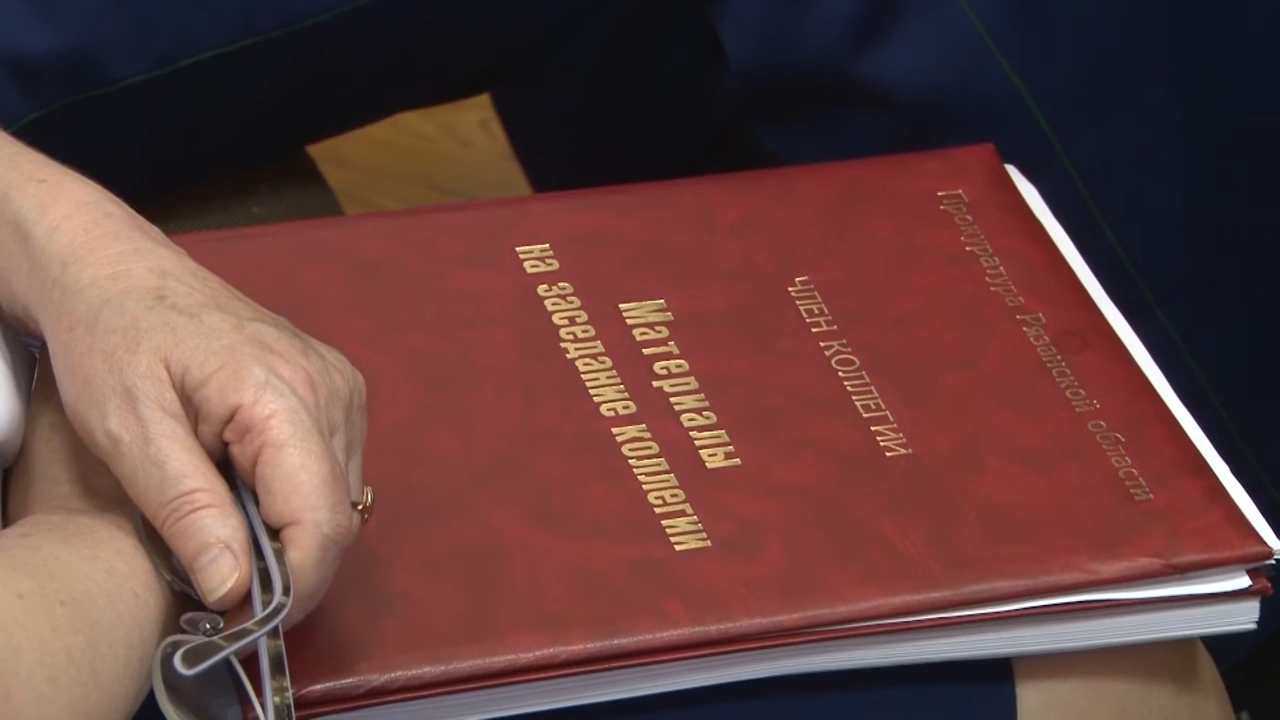 Прокуратура Рязанской области
ЧЛЕН КОЛЛЕГИИ
Материалы
на заседание коллегии